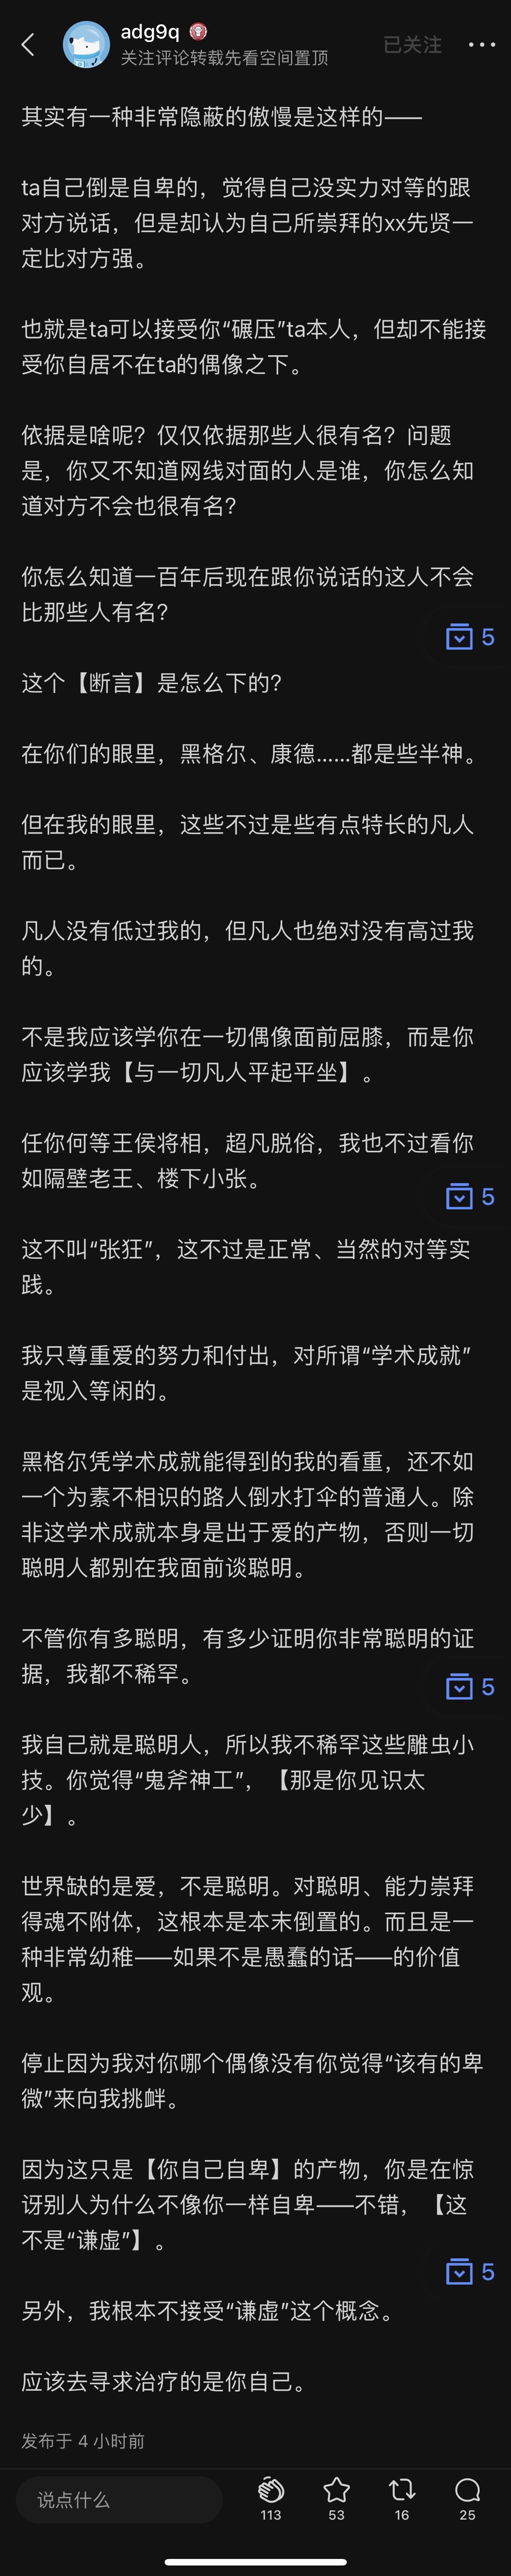 adg9q
关注评论转载先看空间置顶
已关注
其实有一种非常隐蔽的傲慢是这样的——
ta自己倒是自卑的，觉得自己没实力对等的跟
对方说话，但是却认为自己所崇拜的xx先贤一
定比对方强。
也就是ta可以接受你“碾压”ta本人，但却不能接
受你自居不在ta的偶像之下。
依据是啥呢？仅仅依据那些人很有名？问题
是，你又不知道网线对面的人是谁，你怎么知
道对方不会也很有名？
你怎么知道一百年后现在跟你说话的这人不会
比那些人有名？
5
这个【断言】是怎么下的？
在你们的眼里，黑格尔、康德……都是些半神。
但在我的眼里，这些不过是些有点特长的凡人
而已。
凡人没有低过我的，但凡人也绝对没有高过我
的。
不是我应该学你在一切偶像面前屈膝，而是你
应该学我【与一切凡人平起平坐】。
任你何等王侯将相，超凡脱俗，我也不过看你
如隔壁老王、楼下小张。
5
这不叫“张狂”，这不过是正常、当然的对等实
践。
我只尊重爱的努力和付出，对所谓“学术成就”
是视入等闲的。
黑格尔凭学术成就能得到的我的看重，还不如
一个为素不相识的路人倒水打伞的普通人。除
非这学术成就本身是出于爱的产物，否则一切
聪明人都别在我面前谈聪明。
不管你有多聪明，有多少证明你非常聪明的证
据，我都不稀罕。
5
我自己就是聪明人，所以我不稀罕这些雕虫小
技。你觉得“鬼斧神工”，【那是你见识太
少】。
世界缺的是爱，不是聪明。对聪明、能力崇拜
得魂不附体，这根本是本末倒置的。而且是一
种非常幼稚——如果不是愚蠢的话——的价值
观。
停止因为我对你哪个偶像没有你觉得“该有的卑
微”来向我挑衅。
因为这只是【你自己自卑】的产物，你是在惊
讶别人为什么不像你一样自卑——不错，【这
不是“谦虚”】。
5
另外，我根本不接受“谦虚”这个概念。
应该去寻求治疗的是你自己。
发布于 4 小时前
说点什么
113
53
16
25